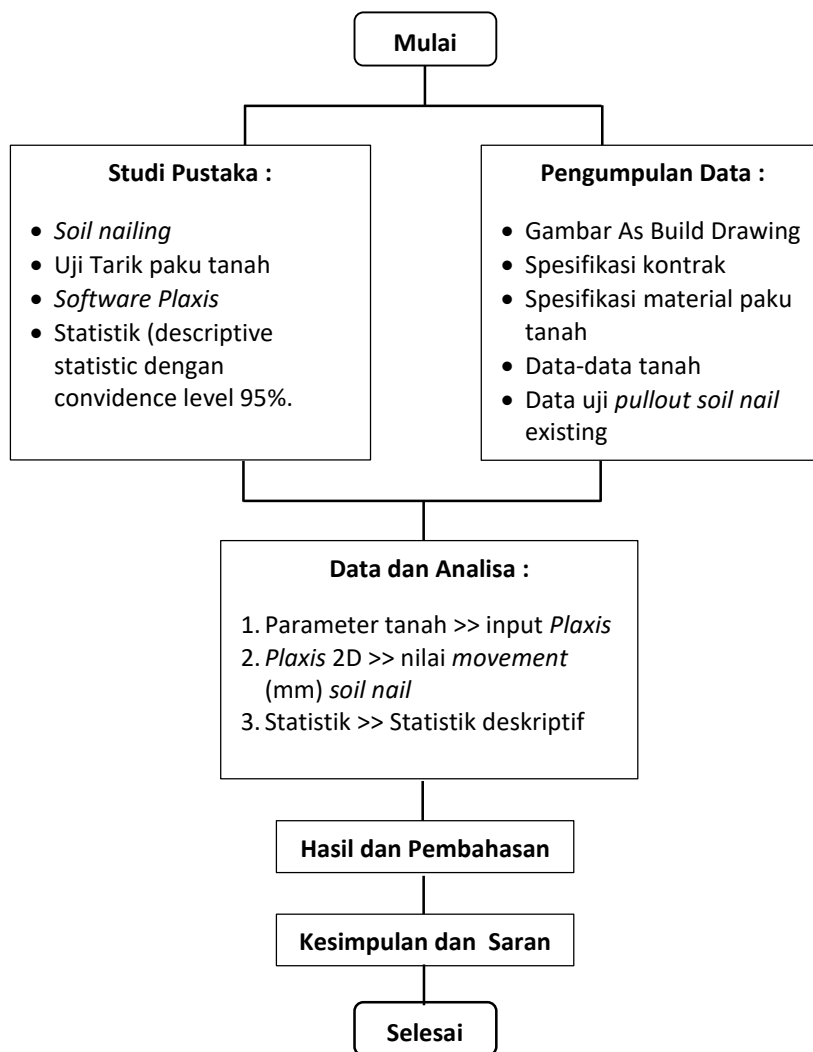 Mulai
Studi Pustaka :
• Soil nailing
• Uji Tarik paku tanah
• Software Plaxis
• Statistik (descriptive
statistic dengan
convidence level 95%.
Pengumpulan Data :
• Gambar As Build Drawing
• Spesifikasi kontrak
• Spesifikasi material paku
tanah
• Data-data tanah
• Data uji pullout soil nail
existing
Data dan Analisa :
1. Parameter tanah >> input Plaxis
2. Plaxis 2D >> nilai movement
(mm) soil nail
3. Statistik >> Statistik deskriptif
Hasil dan Pembahasan
Kesimpulan dan Saran
Selesai